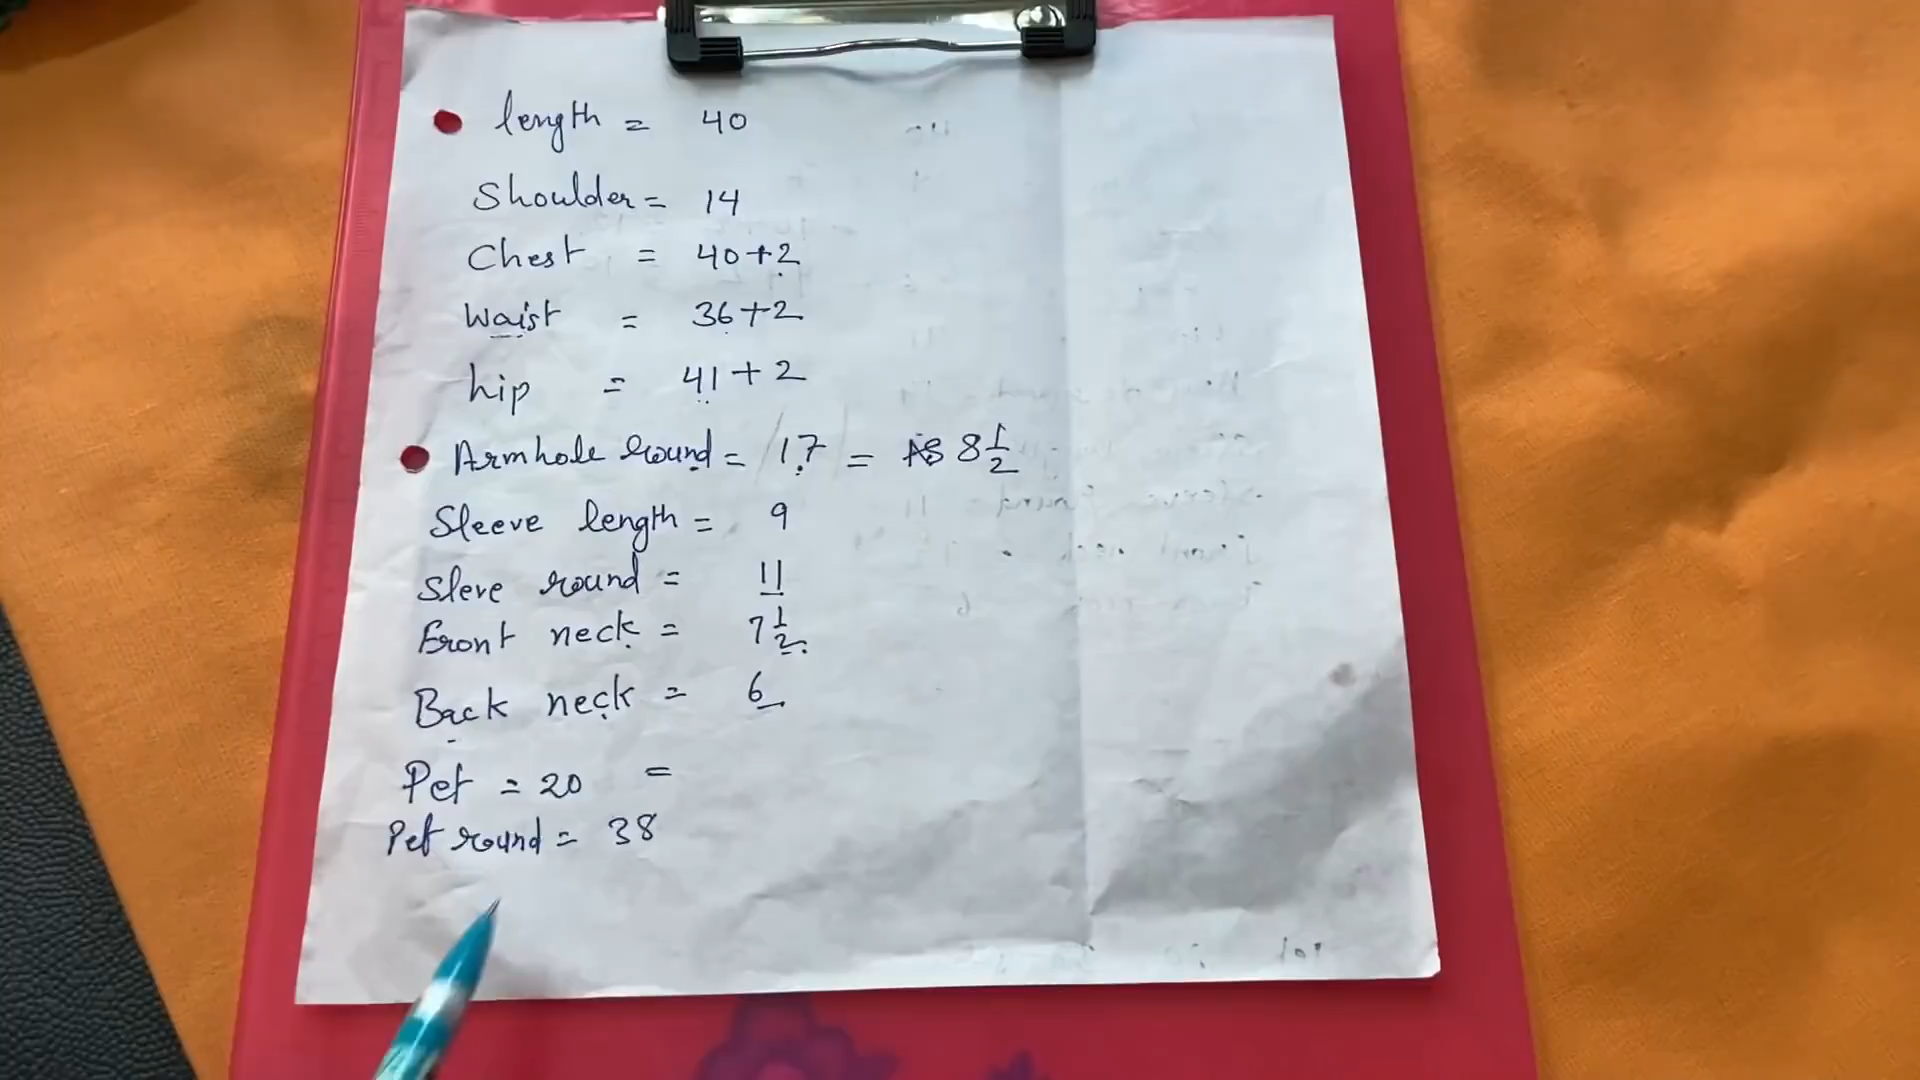 length = 40
Shoulder = 14
Chest = 40+2
Waist = 36+2
hip = 41+2
Armhole round = 17 = 8 1/2
Sleeve length = 9
Sleve round = 11
Front neck = 7 1/2
Back neck = 6
Pet = 20 =
Pet round = 38